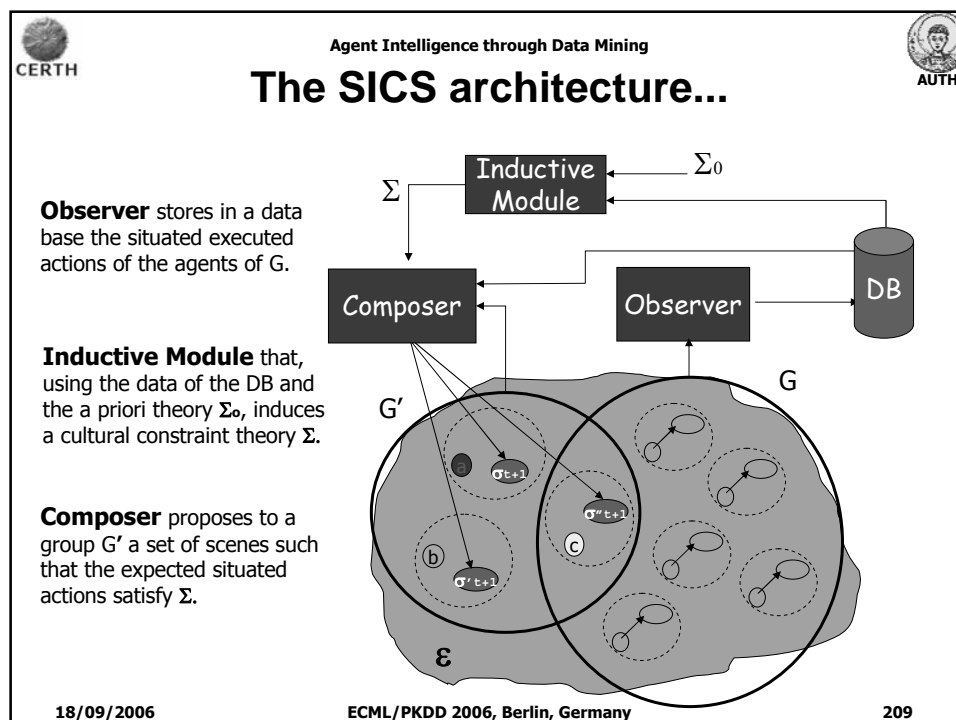 CERTH
Agent Intelligence through Data Mining
AUTH
The SICS architecture...
Observer stores in a data
base the situated executed
actions of the agents of G.
Inductive Module that,
using the data of the DB and
the a priori theory Σ₀, induces
a cultural constraint theory Σ.
Composer proposes to a
group G' a set of scenes such
that the expected situated
actions satisfy Σ.
Inductive
Module
Σ₀
Σ
Composer
Observer
DB
G'
G
a
σt+1
σ"t+1
b
c
σ't+1
ε
18/09/2006
ECML/PKDD 2006, Berlin, Germany
209